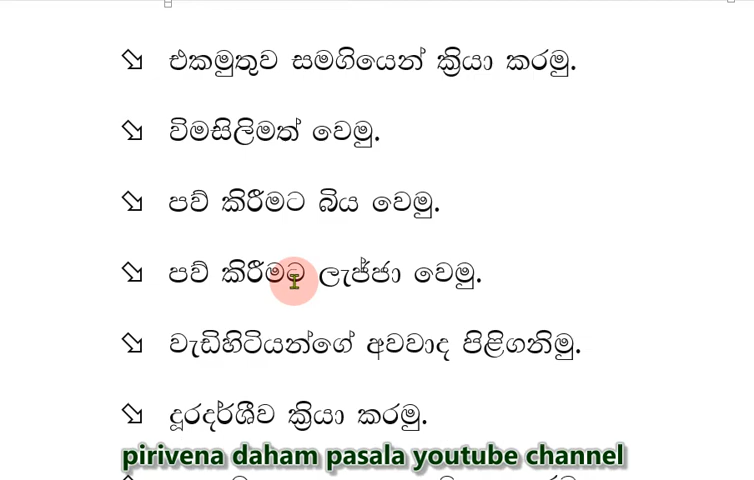 එකමුතුව සමගියෙන් ක්‍රියා කරමු.
විමසිලිමත් වෙමු.
පව් කිරීමට බිය වෙමු.
පව් කිරීමට ලැජ්ජා වෙමු.
වැඩිහිටියන්ගේ අවවාද පිළිගනිමු.
දූරදර්ශීව ක්‍රියා කරමු.
pirivena daham pasala youtube channel